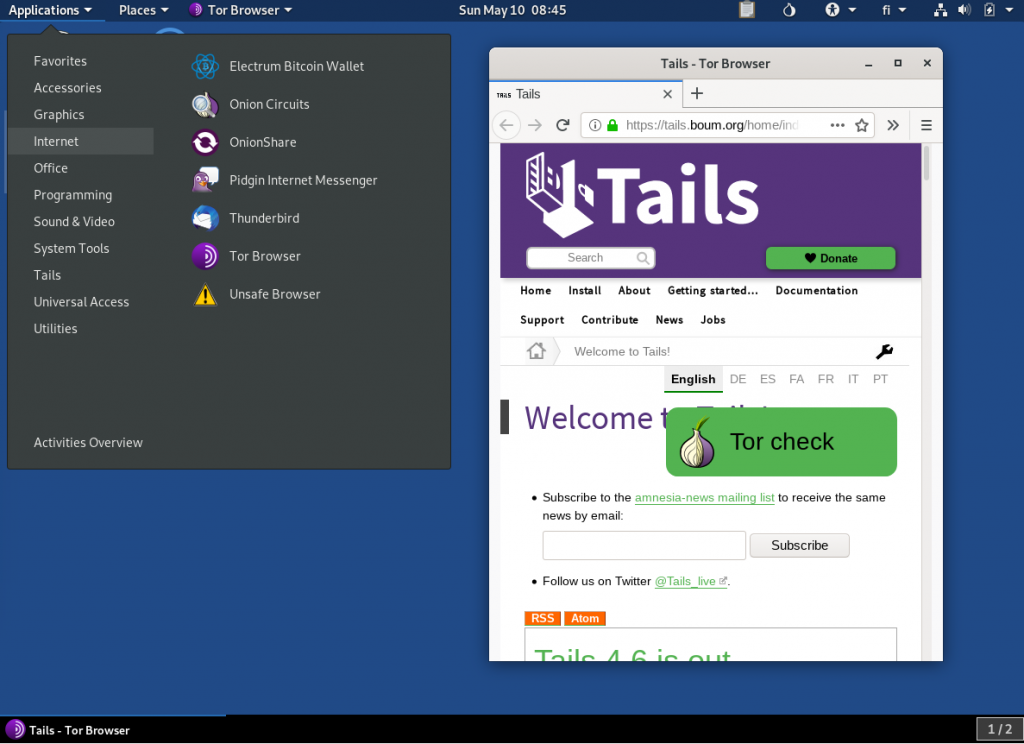 Applications Places Tor Browser Sun May 10 08:45 fi
Favorites
Accessories
Graphics
Internet
Office
Programming
Sound & Video
System Tools
Tails
Universal Access
Utilities
Activities Overview
Electrum Bitcoin Wallet
Onion Circuits
OnionShare
Pidgin Internet Messenger
Thunderbird
Tor Browser
Unsafe Browser
Tails - Tor Browser
TAILS Tails
https://tails.boum.org/home/ind
Tails
Search Donate
Home Install About Getting started... Documentation
Support Contribute News Jobs
Welcome to Tails!
English DE ES FA FR IT PT
Welcome
Tor check
Subscribe to the amnesia-news mailing list to receive the same
news by email:
Subscribe
Follow us on Twitter @Tails_live.
RSS Atom
Tails 4.6 is out
Tails - Tor Browser 1 / 2